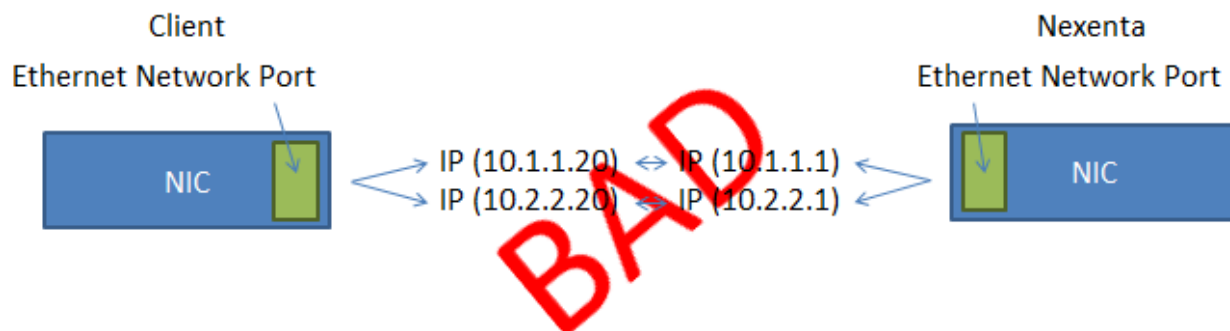 Client
Ethernet Network Port
NIC
Nexenta
Ethernet Network Port
NIC
IP (10.1.1.20)
IP (10.1.1.1)
IP (10.2.2.20)
IP (10.2.2.1)
BAD